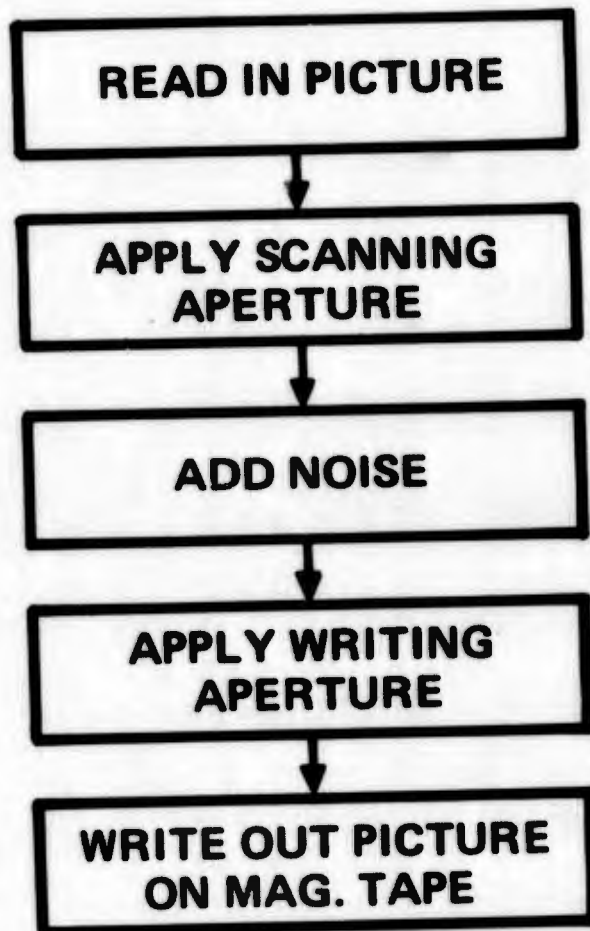 READ IN PICTURE
APPLY SCANNING
APERTURE
ADD NOISE
APPLY WRITING
APERTURE
WRITE OUT PICTURE
ON MAG. TAPE